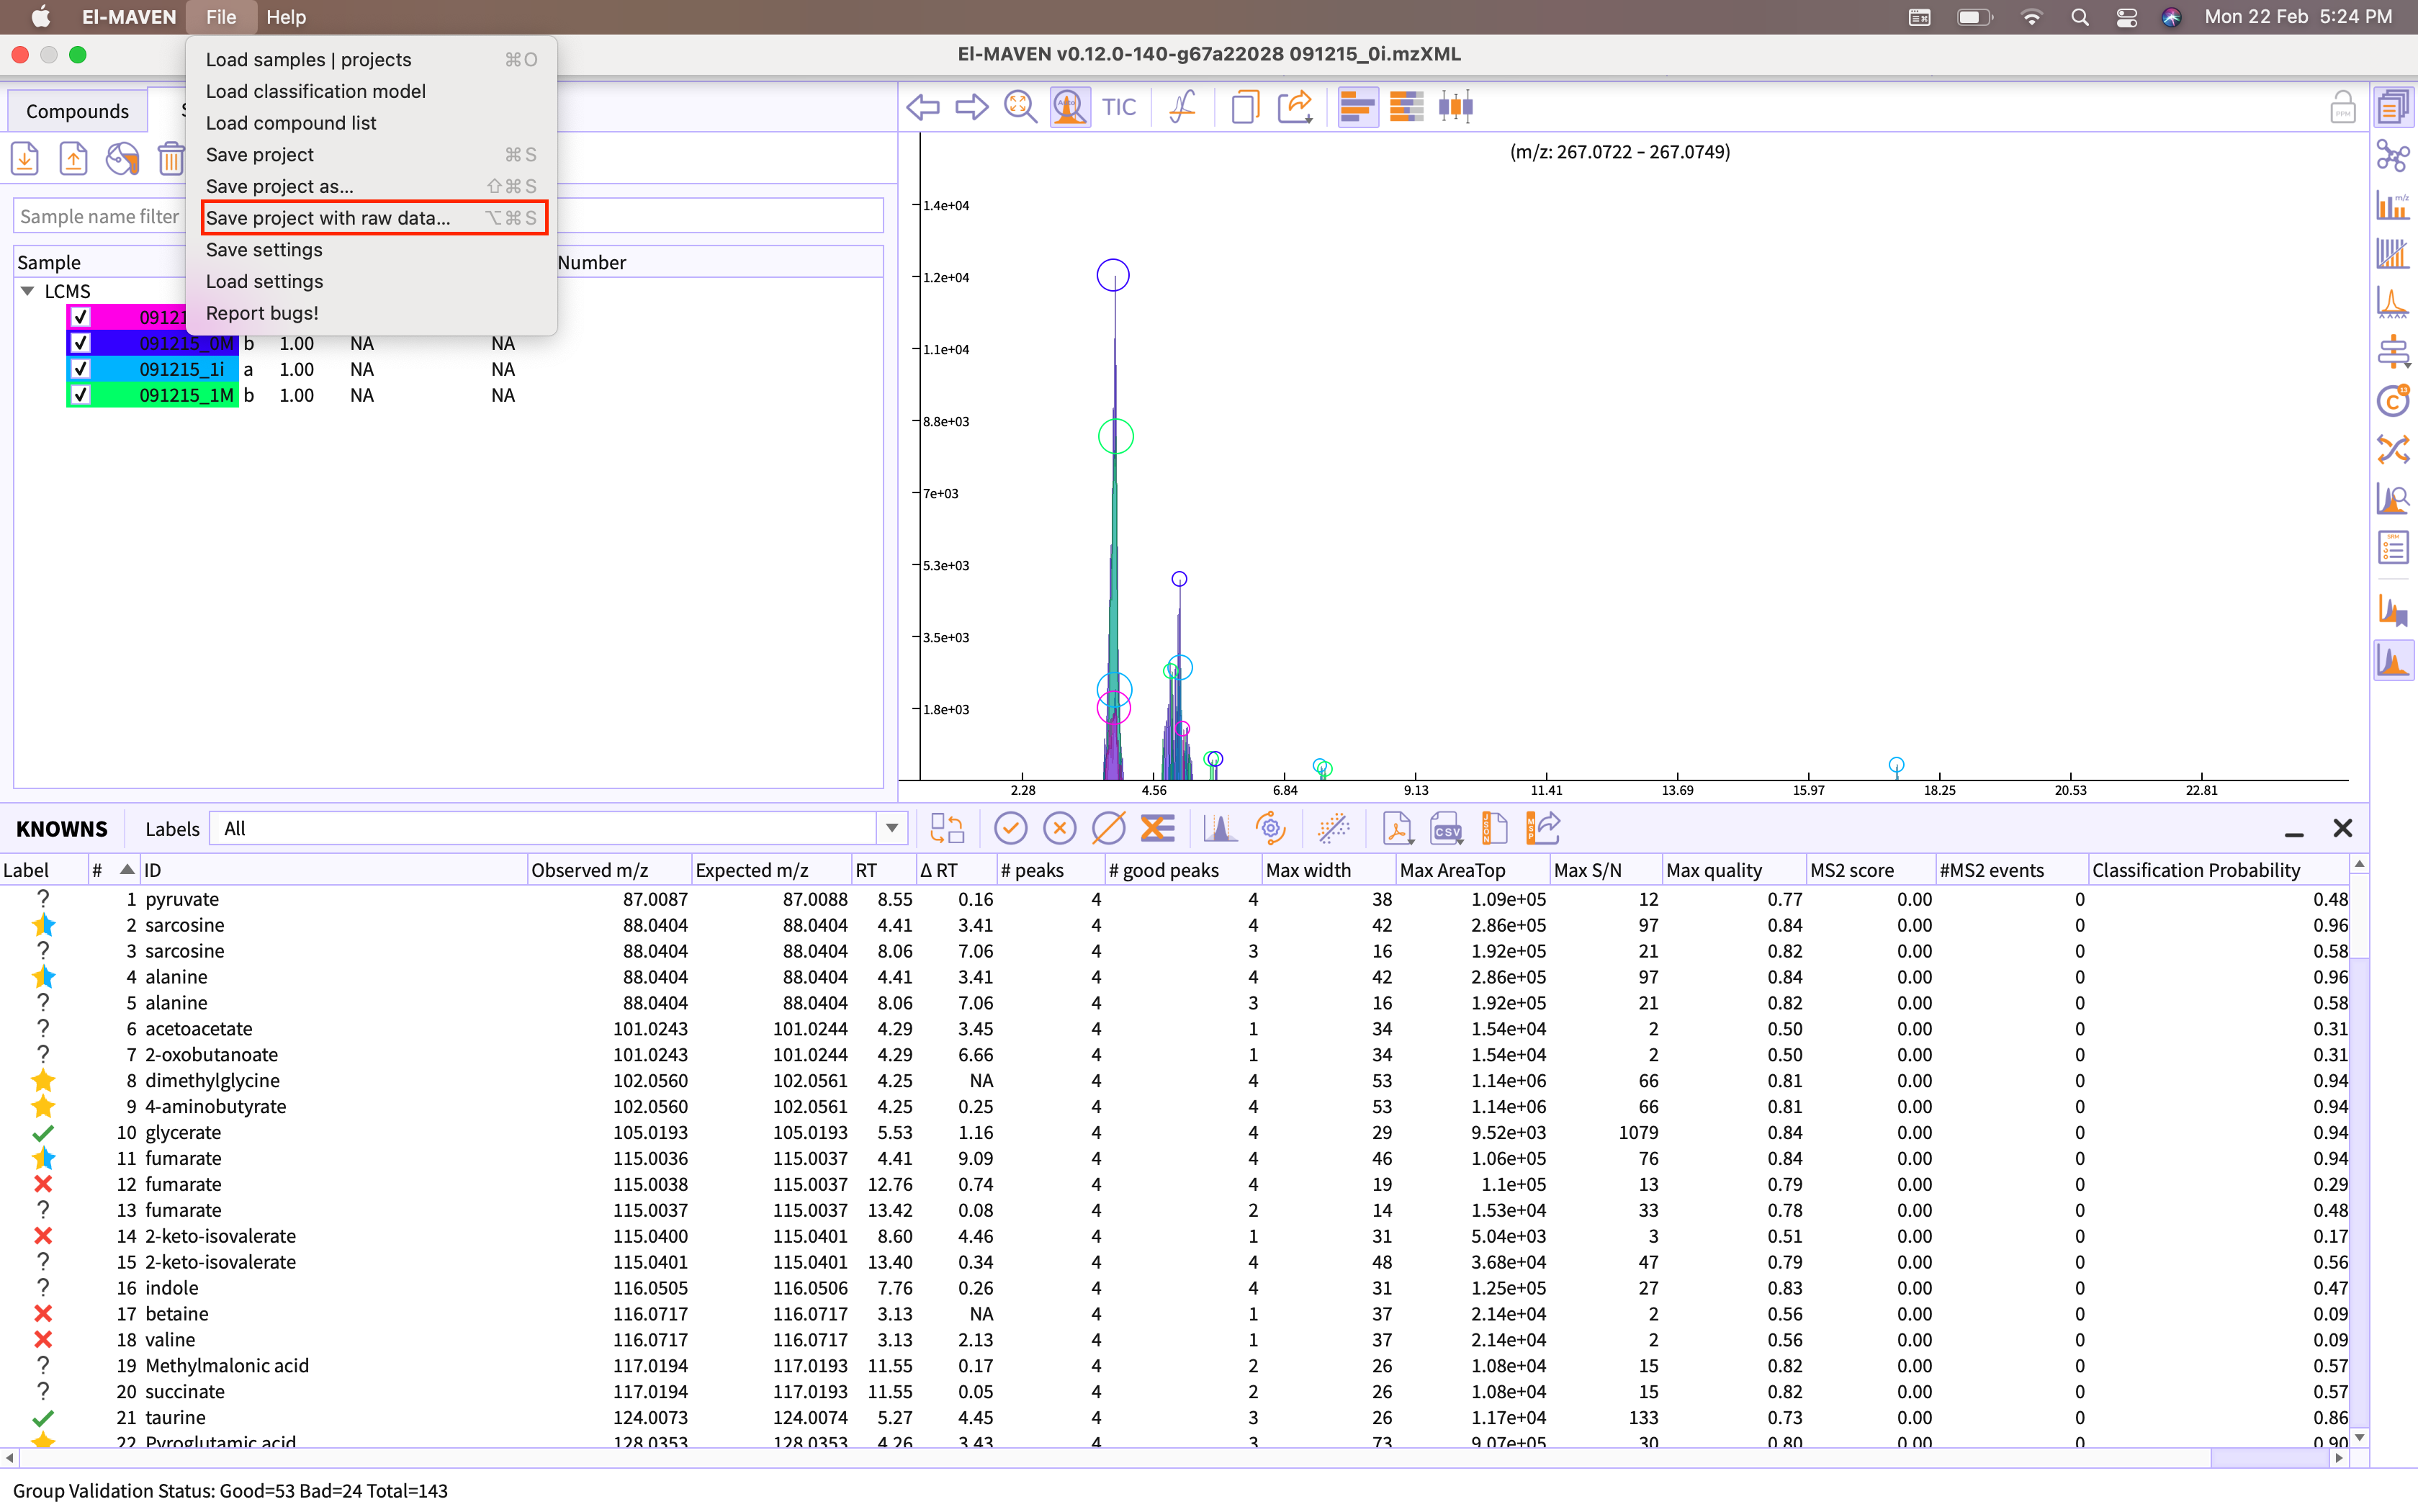 El-MAVEN File Help Mon 22 Feb 5:24 PM
El-MAVEN v0.12.0-140-g67a22028 091215_0i.mzXML
Load samples | projects ⌘O
Load classification model
Load compound list
Save project ⌘S
Save project as... ⇧⌘S
Save project with raw data... ⌥⌘S
Save settings
Load settings
Report bugs!
Compounds S
Sample name filter
Sample Number
LCMS
09121
091215_0M b 1.00 NA NA
091215_1i a 1.00 NA NA
091215_1M b 1.00 NA NA
Auto TIC PPM
(m/z: 267.0722 – 267.0749)
1.4e+04
1.2e+04
1.1e+04
8.8e+03
7e+03
5.3e+03
3.5e+03
1.8e+03
2.28 4.56 6.84 9.13 11.41 13.69 15.97 18.25 20.53 22.81
m/z
C 13
SRM
KNOWNS Labels All CSV JSON MSP
Label # ID Observed m/z Expected m/z RT Δ RT # peaks # good peaks Max width Max AreaTop Max S/N Max quality MS2 score #MS2 events Classification Probability
? 1 pyruvate 87.0087 87.0088 8.55 0.16 4 4 38 1.09e+05 12 0.77 0.00 0 0.48
2 sarcosine 88.0404 88.0404 4.41 3.41 4 4 42 2.86e+05 97 0.84 0.00 0 0.96
? 3 sarcosine 88.0404 88.0404 8.06 7.06 4 3 16 1.92e+05 21 0.82 0.00 0 0.58
4 alanine 88.0404 88.0404 4.41 3.41 4 4 42 2.86e+05 97 0.84 0.00 0 0.96
? 5 alanine 88.0404 88.0404 8.06 7.06 4 3 16 1.92e+05 21 0.82 0.00 0 0.58
? 6 acetoacetate 101.0243 101.0244 4.29 3.45 4 1 34 1.54e+04 2 0.50 0.00 0 0.31
? 7 2-oxobutanoate 101.0243 101.0244 4.29 6.66 4 1 34 1.54e+04 2 0.50 0.00 0 0.31
8 dimethylglycine 102.0560 102.0561 4.25 NA 4 4 53 1.14e+06 66 0.81 0.00 0 0.94
9 4-aminobutyrate 102.0560 102.0561 4.25 0.25 4 4 53 1.14e+06 66 0.81 0.00 0 0.94
10 glycerate 105.0193 105.0193 5.53 1.16 4 4 29 9.52e+03 1079 0.84 0.00 0 0.94
11 fumarate 115.0036 115.0037 4.41 9.09 4 4 46 1.06e+05 76 0.84 0.00 0 0.94
12 fumarate 115.0038 115.0037 12.76 0.74 4 4 19 1.1e+05 13 0.79 0.00 0 0.29
? 13 fumarate 115.0037 115.0037 13.42 0.08 4 2 14 1.53e+04 33 0.78 0.00 0 0.48
14 2-keto-isovalerate 115.0400 115.0401 8.60 4.46 4 1 31 5.04e+03 3 0.51 0.00 0 0.17
? 15 2-keto-isovalerate 115.0401 115.0401 13.40 0.34 4 4 48 3.68e+04 47 0.79 0.00 0 0.56
? 16 indole 116.0505 116.0506 7.76 0.26 4 4 31 1.25e+05 27 0.83 0.00 0 0.47
17 betaine 116.0717 116.0717 3.13 NA 4 1 37 2.14e+04 2 0.56 0.00 0 0.09
18 valine 116.0717 116.0717 3.13 2.13 4 1 37 2.14e+04 2 0.56 0.00 0 0.09
? 19 Methylmalonic acid 117.0194 117.0193 11.55 0.17 4 2 26 1.08e+04 15 0.82 0.00 0 0.57
? 20 succinate 117.0194 117.0193 11.55 0.05 4 2 26 1.08e+04 15 0.82 0.00 0 0.57
21 taurine 124.0073 124.0074 5.27 4.45 4 3 26 1.17e+04 133 0.73 0.00 0 0.86
22 Pyroglutamic acid 128.0353 128.0353 4.26 3.43 4 3 73 9.07e+05 30 0.80 0.00 0 0.90
Group Validation Status: Good=53 Bad=24 Total=143